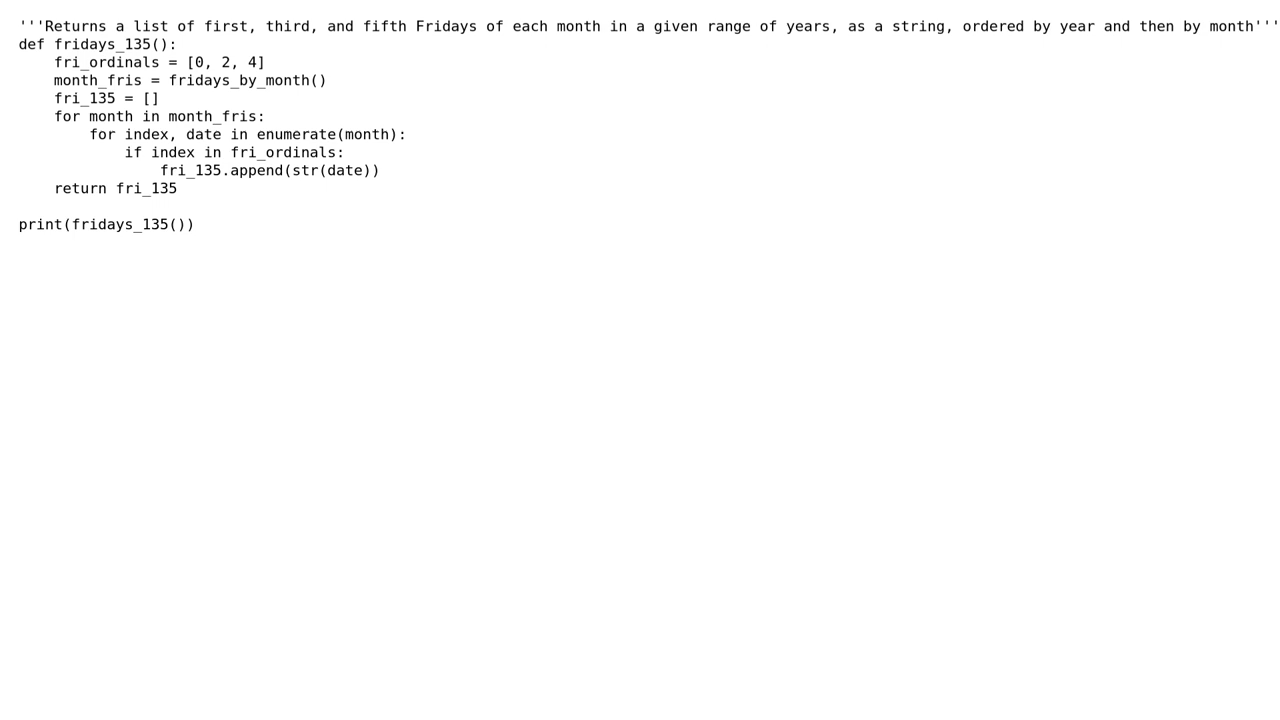 '''Returns a list of first, third, and fifth Fridays of each month in a given range of years, as a string, ordered by year and then by month'''
def fridays_135():
    fri_ordinals = [0, 2, 4]
    month_fris = fridays_by_month()
    fri_135 = []
    for month in month_fris:
        for index, date in enumerate(month):
            if index in fri_ordinals:
                fri_135.append(str(date))
    return fri_135

print(fridays_135())